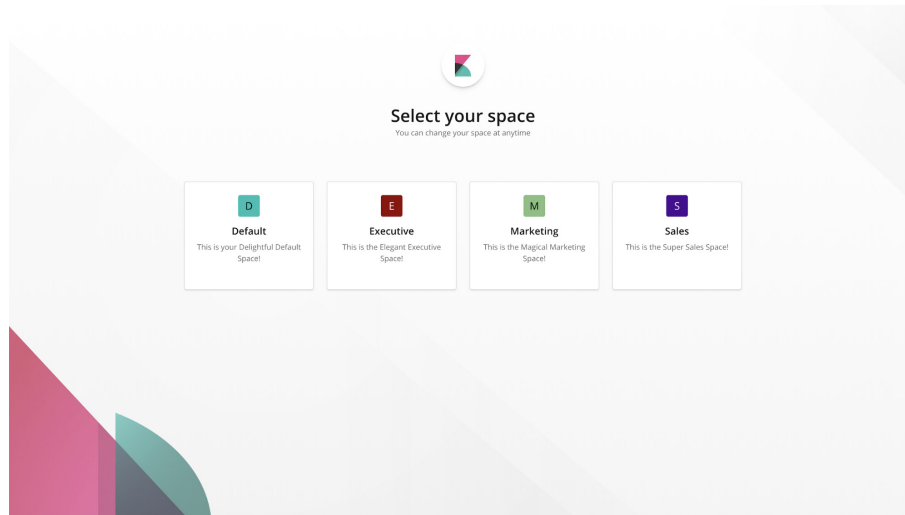 Select your space
You can change your space at anytime
D
Default
This is your Delightful Default
Space!
E
Executive
This is the Elegant Executive
Space!
M
Marketing
This is the Magical Marketing
Space!
S
Sales
This is the Super Sales Space!